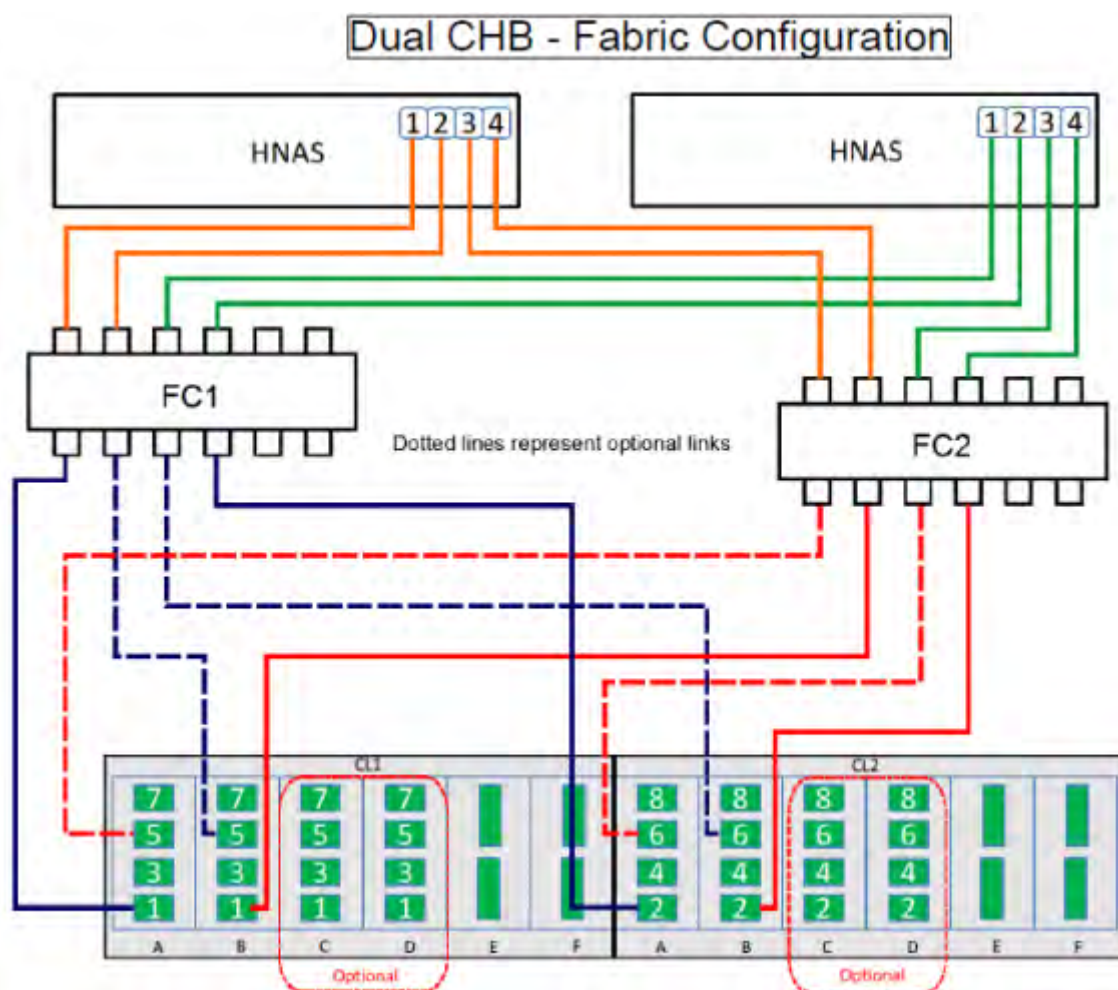 Dual CHB - Fabric Configuration
HNAS
1 2 3 4
HNAS
1 2 3 4
FC1
Dotted lines represent optional links
FC2
CL1
CL2
7 7 7 7 8 8 8 8
5 5 5 5 6 6 6 6
3 3 3 3 4 4 4 4
1 1 1 1 2 2 2 2
A B C D E F A B C D E F
Optional
Optional